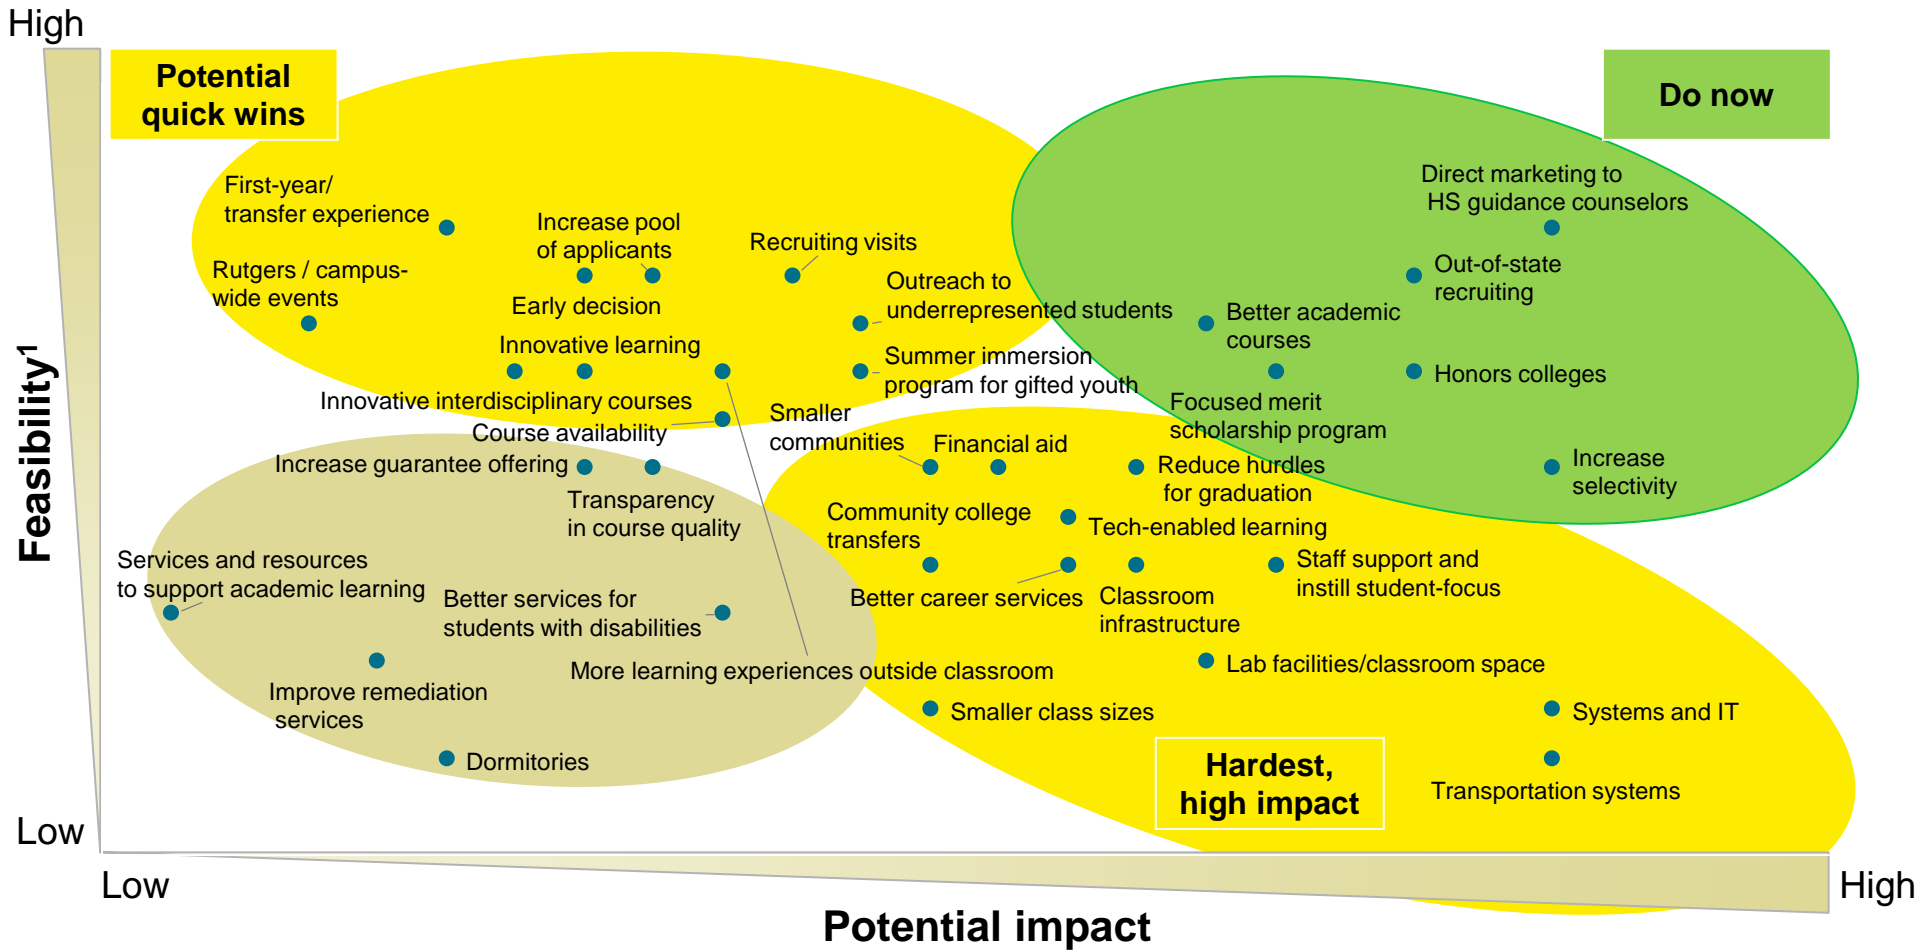 High
Potential
quick wins
Do now
First-year/
transfer experience
Increase pool
of applicants
Recruiting visits
Direct marketing to
HS guidance counselors
Rutgers / campus-
wide events
Early decision
Outreach to
underrepresented students
Out-of-state
recruiting
Better academic
courses
Innovative learning
Summer immersion
program for gifted youth
Honors colleges
Innovative interdisciplinary courses
Focused merit
scholarship program
Course availability
Smaller
communities
Financial aid
Increase guarantee offering
Reduce hurdles
for graduation
Increase
selectivity
Transparency
in course quality
Community college
transfers
Tech-enabled learning
Feasibility1
Services and resources
to support academic learning
Better services for
students with disabilities
Better career services
Classroom
infrastructure
Staff support and
instill student-focus
More learning experiences outside classroom
Lab facilities/classroom space
Improve remediation
services
Smaller class sizes
Systems and IT
Dormitories
Hardest,
high impact
Transportation systems
Low
Low
High
Potential impact